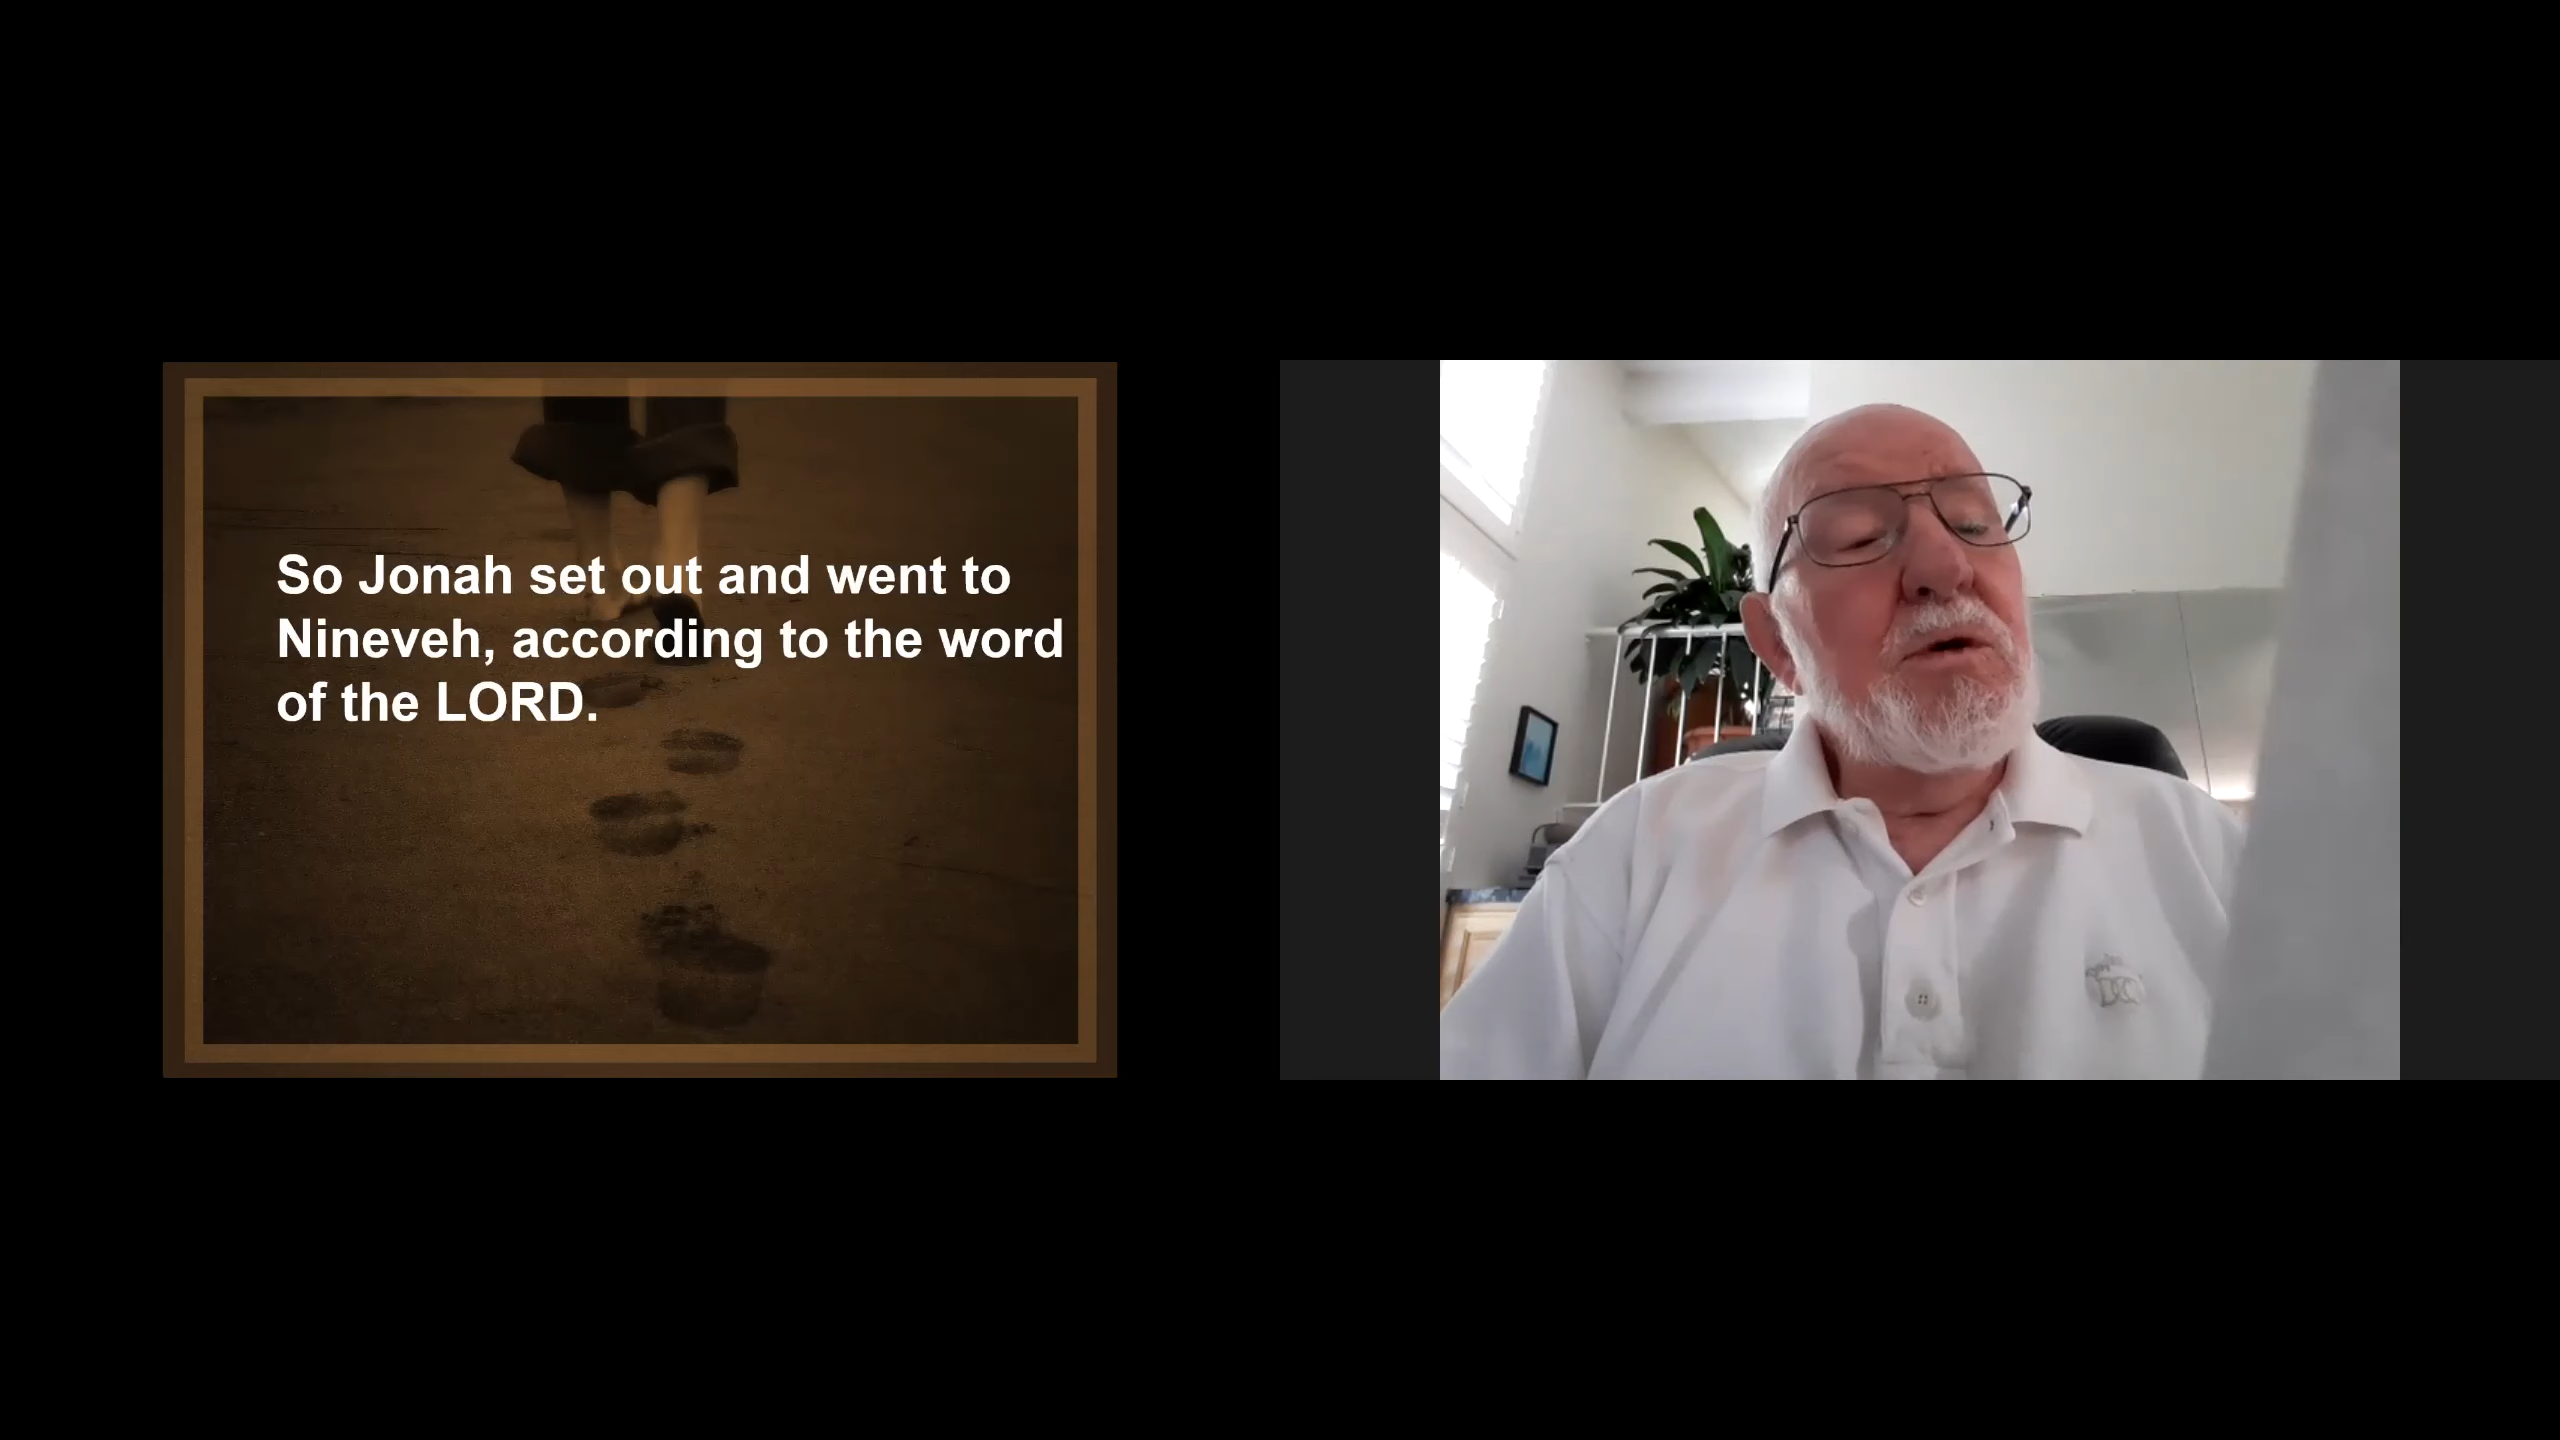 So Jonah set out and went to
Nineveh, according to the word
of the LORD.